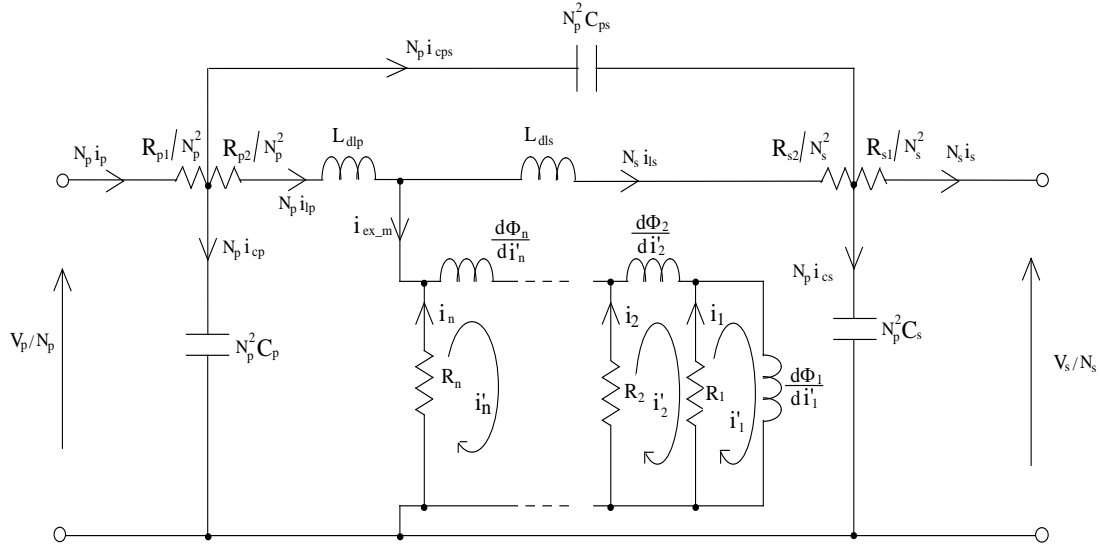 N_p^2 C_ps
N_p i_cps
L_dlp
L_dls
N_p i_p
R_p1/N_p^2
R_p2/N_p^2
N_s i_ls
R_s2/N_s^2
R_s1/N_s^2
N_s i_s
N_p i_lp
i_ex_m
dΦ_n
di'_n
dΦ_2
di'_2
N_p i_cp
N_p i_cs
i_n
i_2
i_1
V_p/N_p
N_p^2 C_p
R_n
i'_n
R_2
i'_2
R_1
i'_1
dΦ_1
di'_1
N_p^2 C_s
V_s/N_s